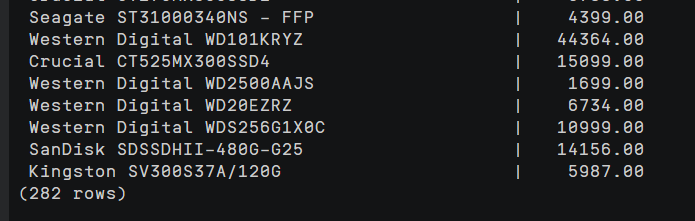 Seagate ST31000340NS - FFP | 4399.00
Western Digital WD101KRYZ | 44364.00
Crucial CT525MX300SSD4 | 15099.00
Western Digital WD2500AAJS | 1699.00
Western Digital WD20EZRZ | 6734.00
Western Digital WDS256G1X0C | 10999.00
SanDisk SDSSDHII-480G-G25 | 14156.00
Kingston SV300S37A/120G | 5987.00
(282 rows)